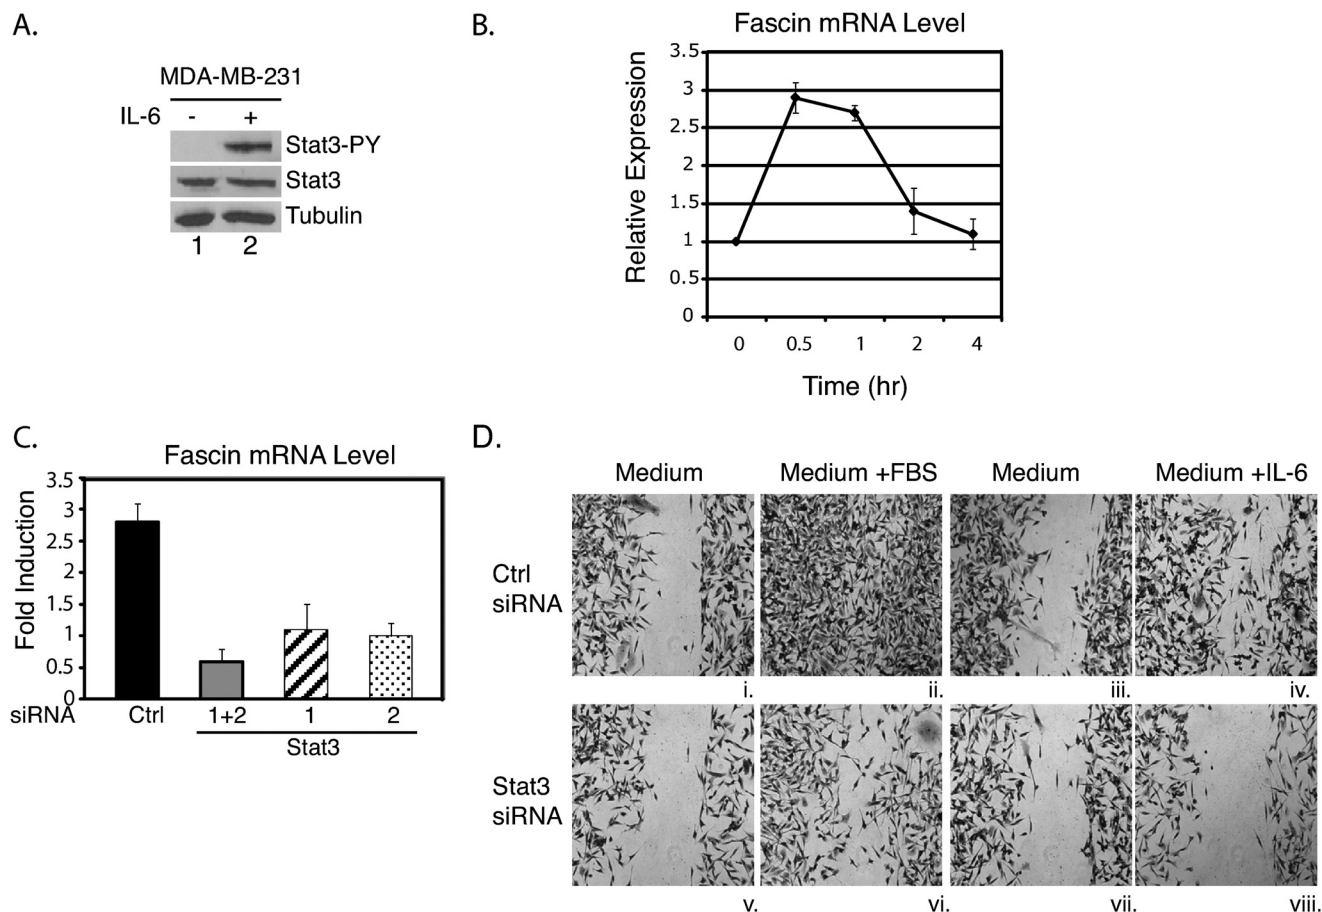 A.
MDA-MB-231
IL-6 - +
Stat3-PY
Stat3
Tubulin
1 2
B.
Fascin mRNA Level
Relative Expression
3.5
3
2.5
2
1.5
1
0.5
0
0 0.5 1 2 4
Time (hr)
C.
Fascin mRNA Level
Fold Induction
3.5
3
2.5
2
1.5
1
0.5
0
siRNA Ctrl 1+2 1 2
Stat3
D.
Medium Medium +FBS Medium Medium +IL-6
Ctrl
siRNA
i. ii. iii. iv.
Stat3
siRNA
v. vi. vii. viii.